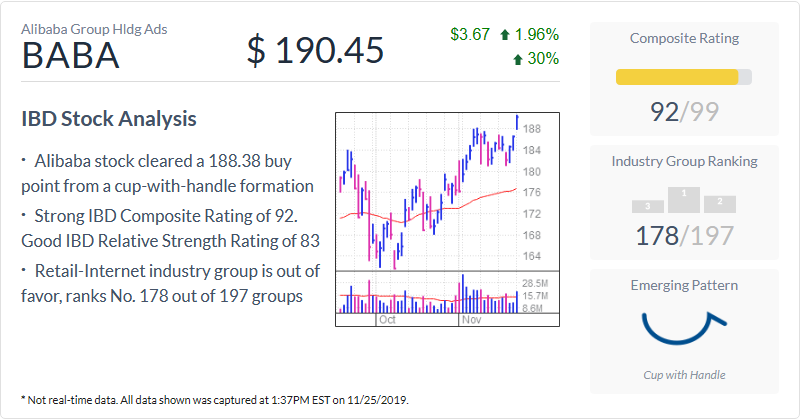 Alibaba Group Hldg Ads
BABA
$ 190.45
$3.67 1.96%
30%
IBD Stock Analysis
• Alibaba stock cleared a 188.38 buy
point from a cup-with-handle formation
• Strong IBD Composite Rating of 92.
Good IBD Relative Strength Rating of 83
• Retail-Internet industry group is out of
favor, ranks No. 178 out of 197 groups
188
184
180
176
172
168
164
28.5M
15.7M
8.6M
Oct Nov
Composite Rating
92/99
Industry Group Ranking
3 1 2
178/197
Emerging Pattern
Cup with Handle
* Not real-time data. All data shown was captured at 1:37PM EST on 11/25/2019.